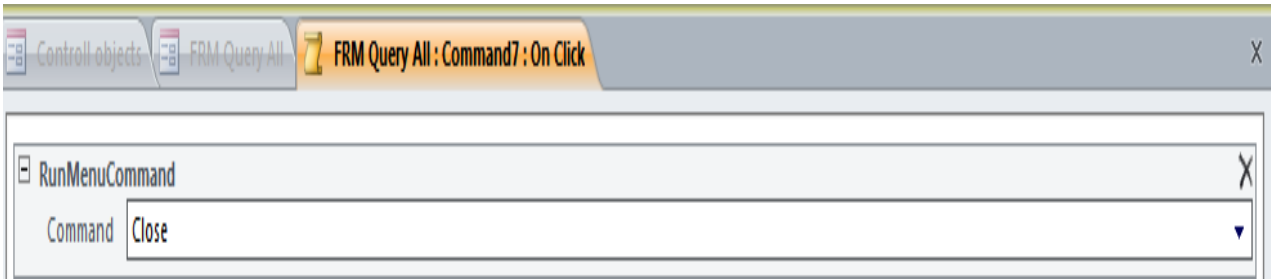 Controll objects FRM Query All FRM Query All : Command7 : On Click X
RunMenuCommand
Command Close